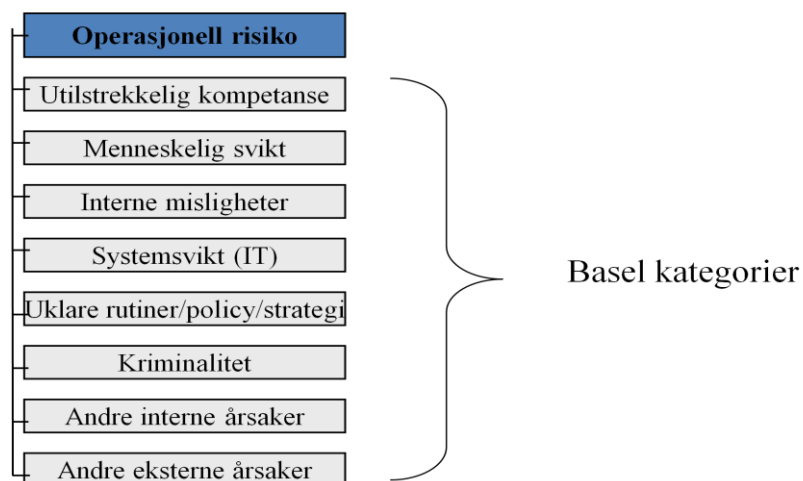 Operasjonell risiko
Utilstrekkelig kompetanse
Menneskelig svikt
Interne misligheter
Systemsvikt (IT)
Uklare rutiner/policy/strategi
Kriminalitet
Andre interne årsaker
Andre eksterne årsaker
Basel kategorier